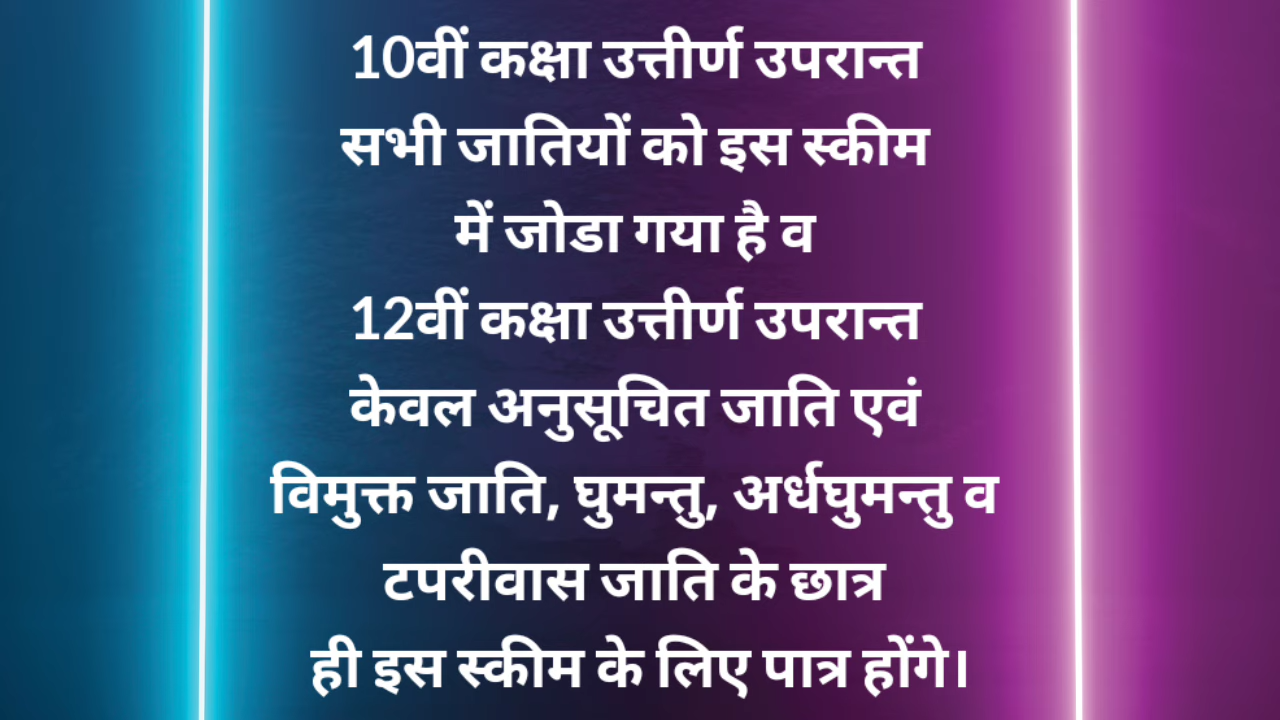 10वीं कक्षा उत्तीर्ण उपरान्त
सभी जातियों को इस स्कीम
में जोडा गया है व
12वीं कक्षा उत्तीर्ण उपरान्त
केवल अनुसूचित जाति एवं
विमुक्त जाति, घुमन्तु, अर्धघुमन्तु व
टपरीवास जाति के छात्र
ही इस स्कीम के लिए पात्र होंगे।